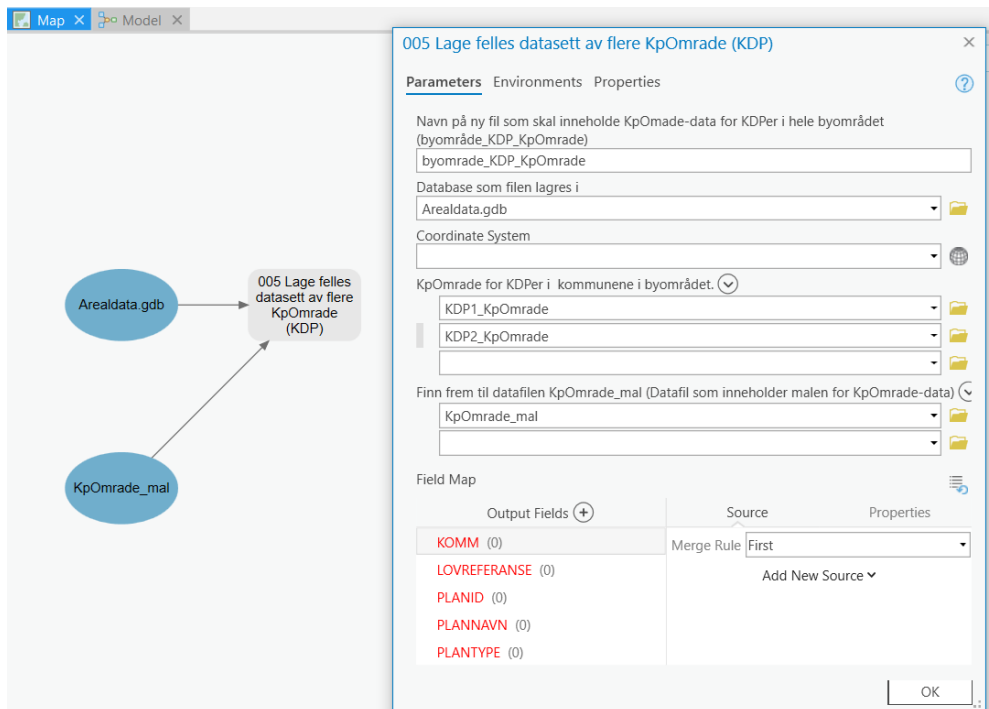 Map
Model
005 Lage felles datasett av flere KpOmrade (KDP)
Parameters Environments Properties
Navn på ny fil som skal inneholde KpOmade-data for KDPer i hele byområdet
(byområde_KDP_KpOmrade)
byomrade_KDP_KpOmrade
Database som filen lagres i
Arealdata.gdb
Coordinate System
KpOmrade for KDPer i kommunene i byområdet.
KDP1_KpOmrade
KDP2_KpOmrade
Finn frem til datafilen KpOmrade_mal (Datafil som inneholder malen for KpOmrade-data)
KpOmrade_mal
Field Map
Output Fields
Source
Properties
KOMM (0)
LOVREFERANSE (0)
PLANID (0)
PLANNAVN (0)
PLANTYPE (0)
Merge Rule First
Add New Source
OK
Arealdata.gdb
005 Lage felles
datasett av flere
KpOmrade
(KDP)
KpOmrade_mal